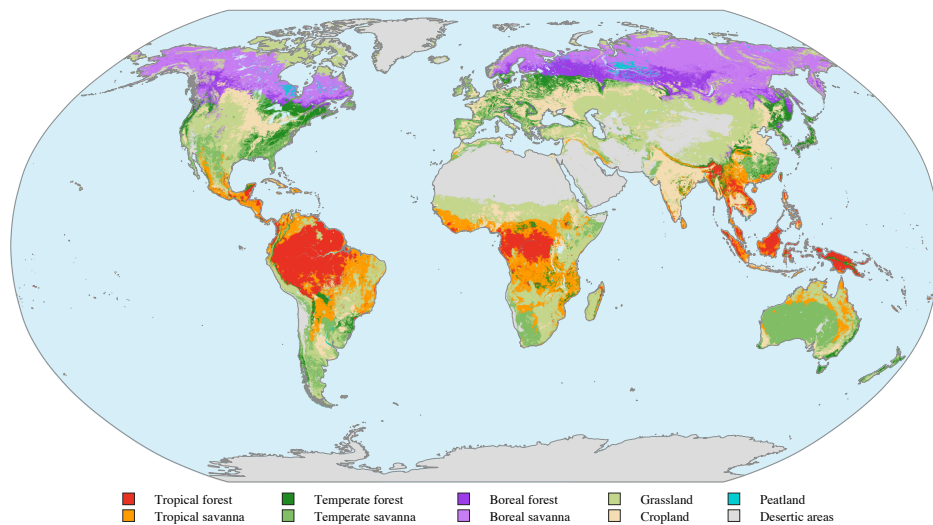 Tropical forest Temperate forest Boreal forest Grassland Peatland
Tropical savanna Temperate savanna Boreal savanna Cropland Desertic areas